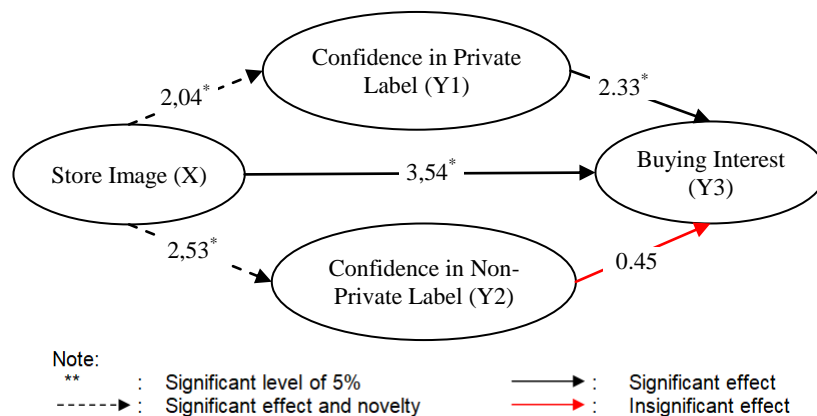 Confidence in Private
Label (Y1)
2,04*
2.33*
Store Image (X)
3,54*
Buying Interest
(Y3)
2,53*
Confidence in Non-
Private Label (Y2)
0.45
Note:
** : Significant level of 5% : Significant effect
: Significant effect and novelty : Insignificant effect